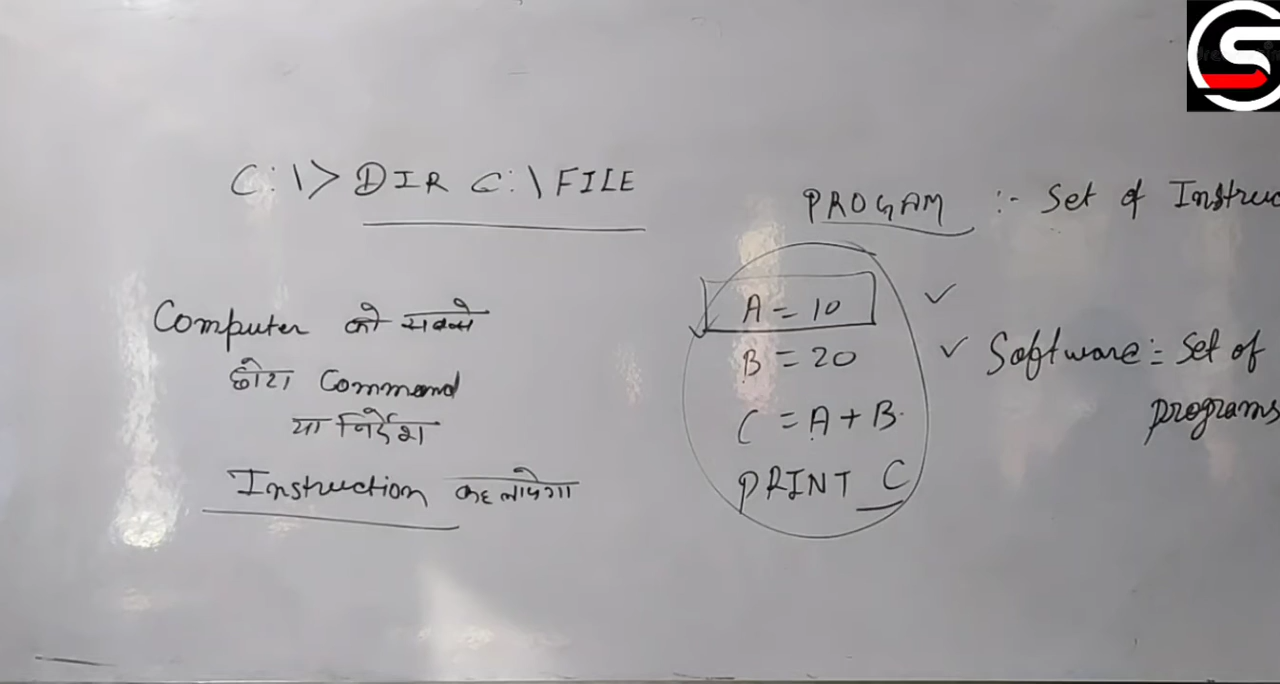 C:\> DIR C:\FILE
Computer को सबसे
छोटा Command
या निर्देश
Instruction कहलायेगा
PROGAM :- Set of Instruc
A = 10
B = 20
C = A + B
PRINT C
Software := Set of
programs